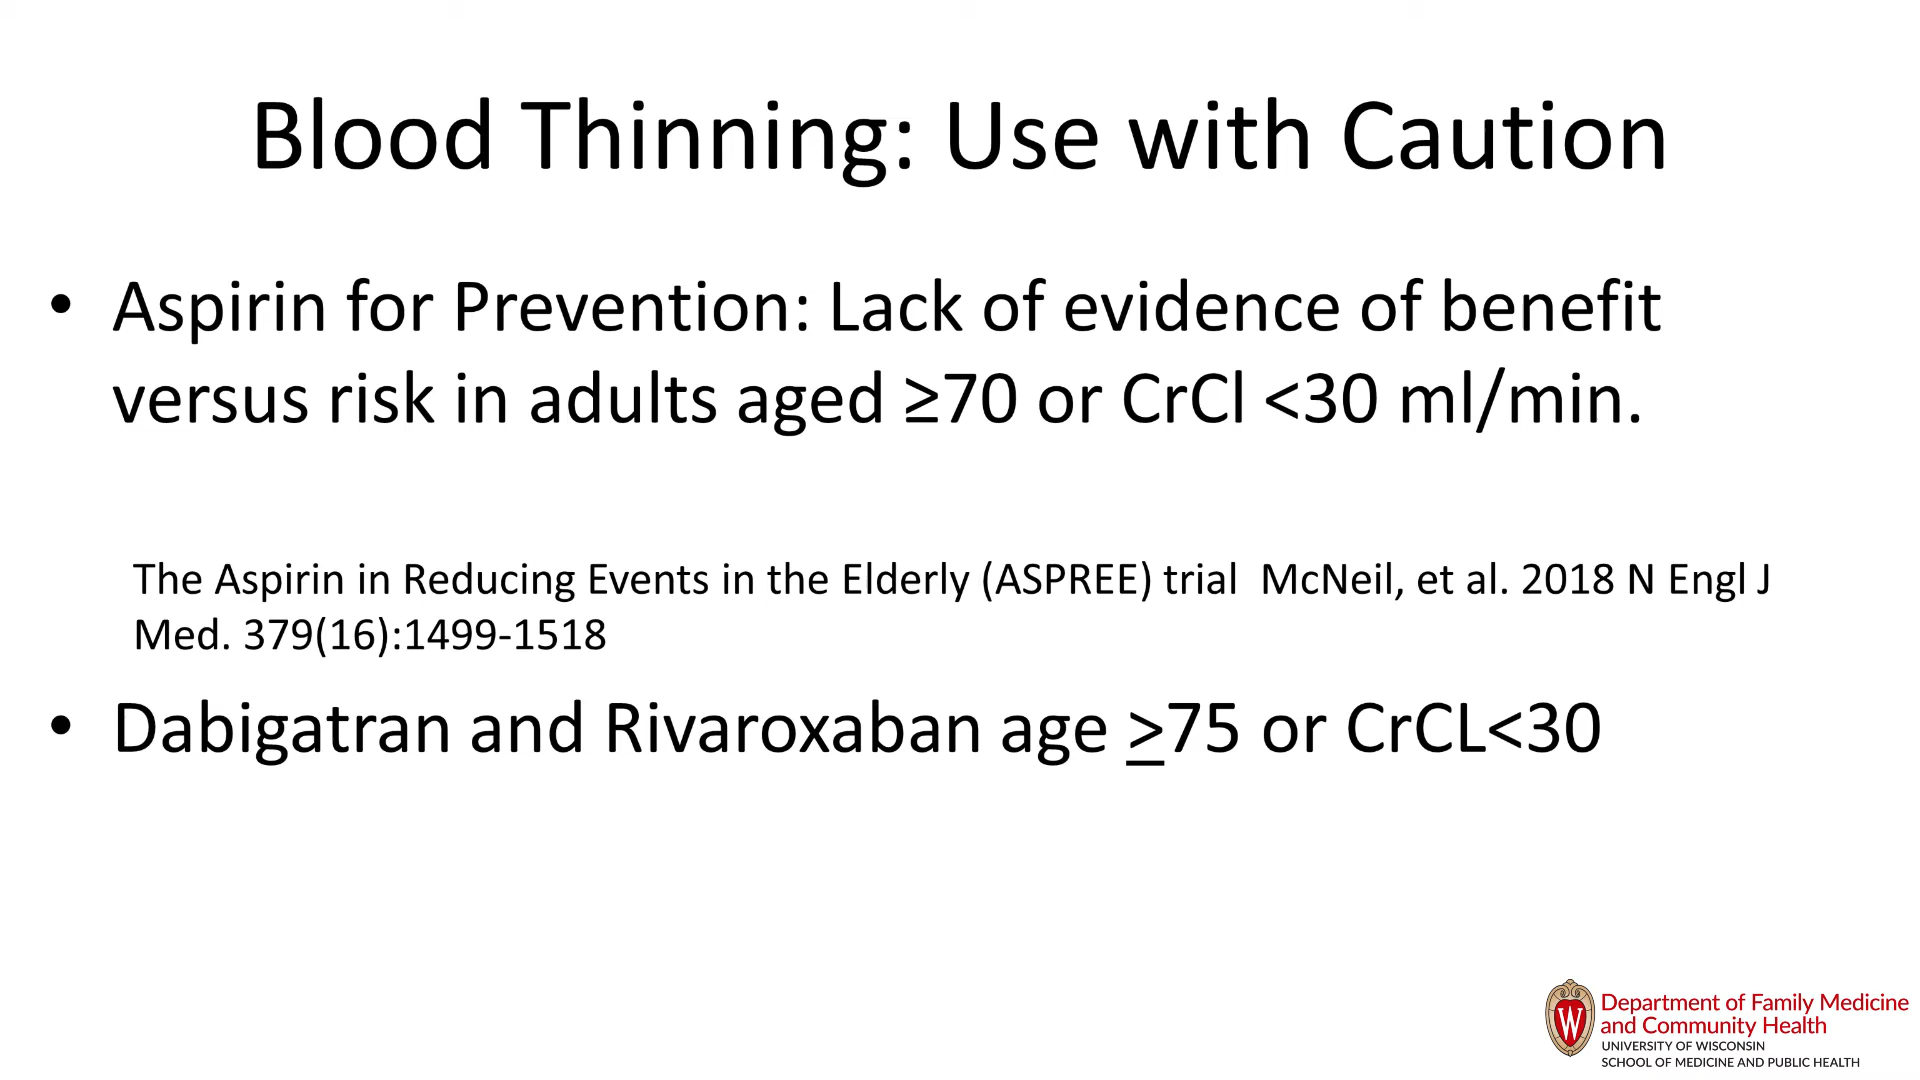 Blood Thinning: Use with Caution
• Aspirin for Prevention: Lack of evidence of benefit
versus risk in adults aged ≥70 or CrCl <30 ml/min.
The Aspirin in Reducing Events in the Elderly (ASPREE) trial  McNeil, et al. 2018 N Engl J
Med. 379(16):1499-1518
• Dabigatran and Rivaroxaban age >75 or CrCL<30
W
Department of Family Medicine
and Community Health
UNIVERSITY OF WISCONSIN
SCHOOL OF MEDICINE AND PUBLIC HEALTH